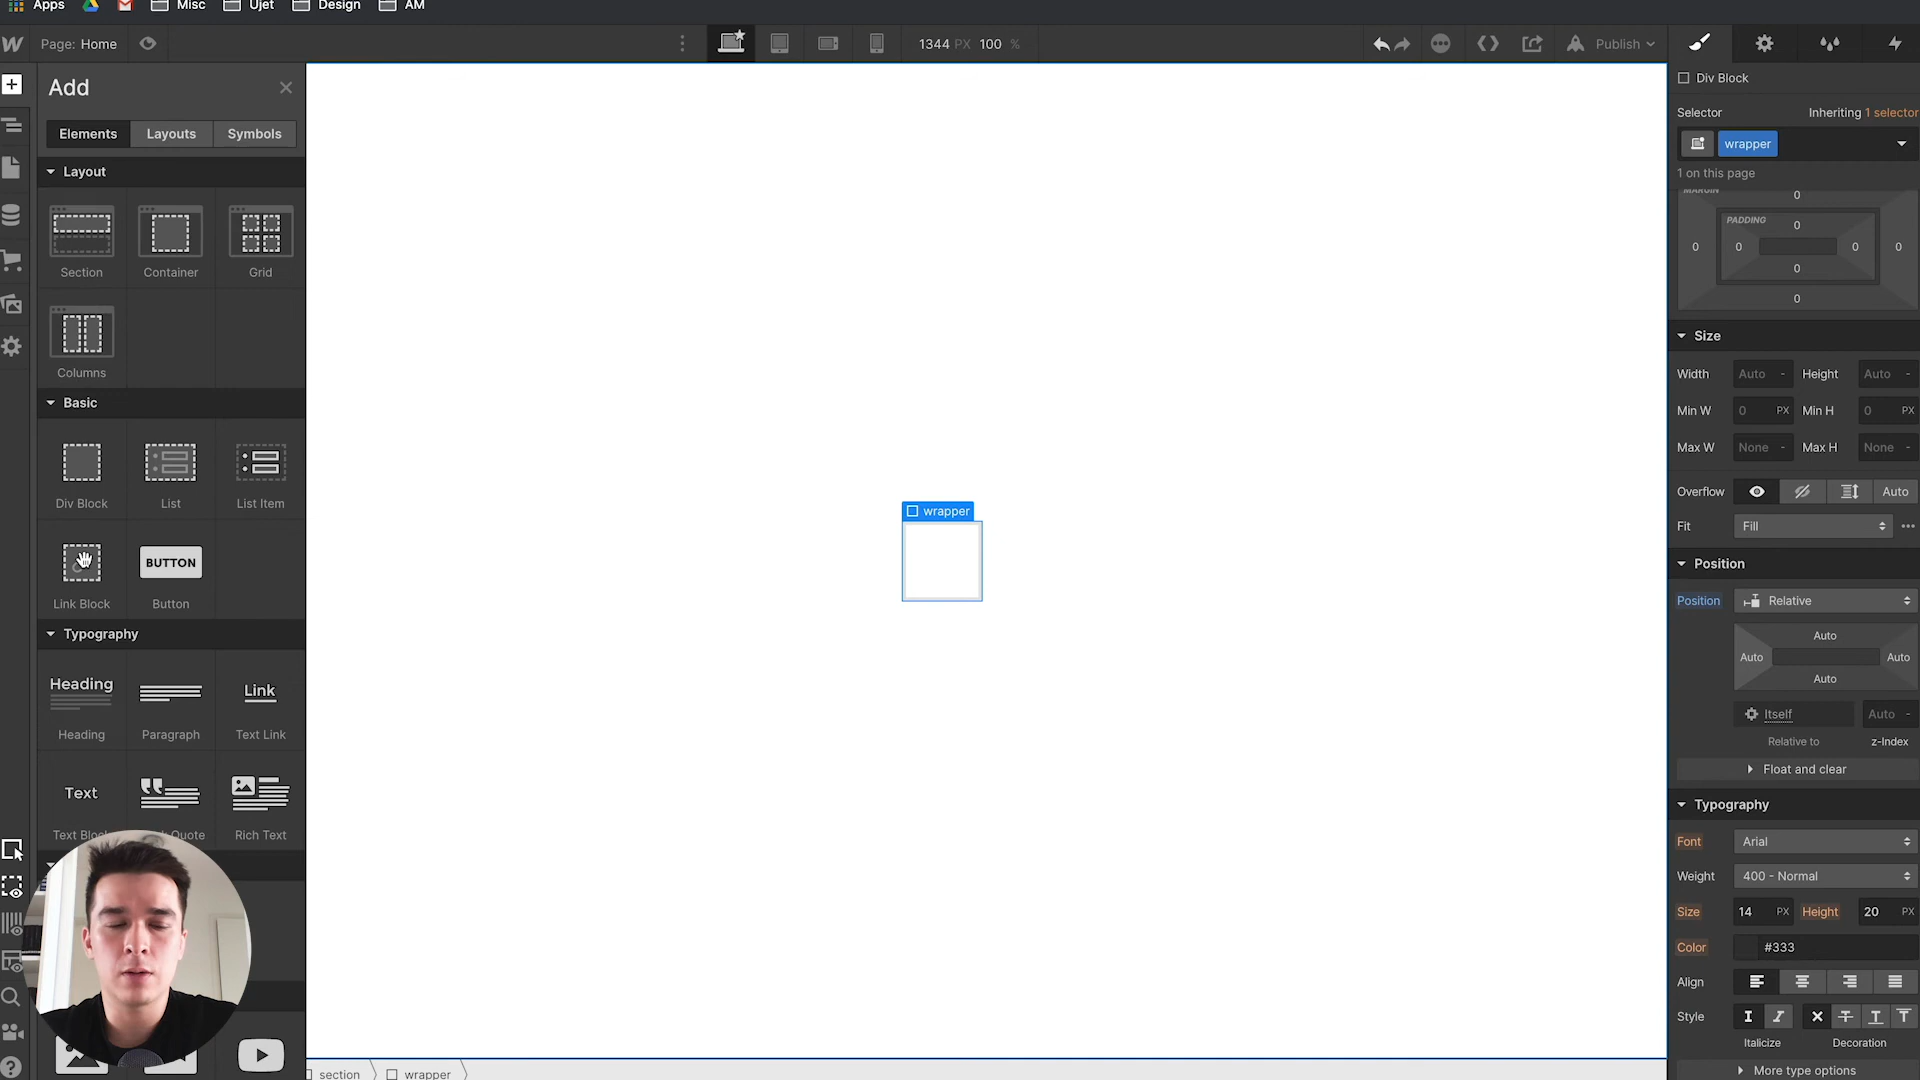 Apps
Misc
Ujet
Design
AM
Page: Home
1344 PX 100 %
Publish
Add
Elements
Layouts
Symbols
Layout
Section
Container
Grid
Columns
Basic
Div Block
List
List Item
BUTTON
Link Block
Button
Typography
Heading
Link
Heading
Paragraph
Text Link
Text
Quote
Rich Text
wrapper
section
wrapper
Div Block
Selector
Inheriting 1 selector
wrapper
1 on this page
MARGIN
0
PADDING
0
0 0 0 0
0
0
Size
Width Auto - Height Auto -
Min W 0 PX Min H 0 PX
Max W None - Max H None -
Overflow Auto
Fit Fill
Position
Position Relative
Auto
Auto Auto
Auto
Itself Auto -
Relative to z-Index
Float and clear
Typography
Font Arial
Weight 400 - Normal
Size 14 PX Height 20 PX
Color #333
Align
Style
Italicize Decoration
More type options